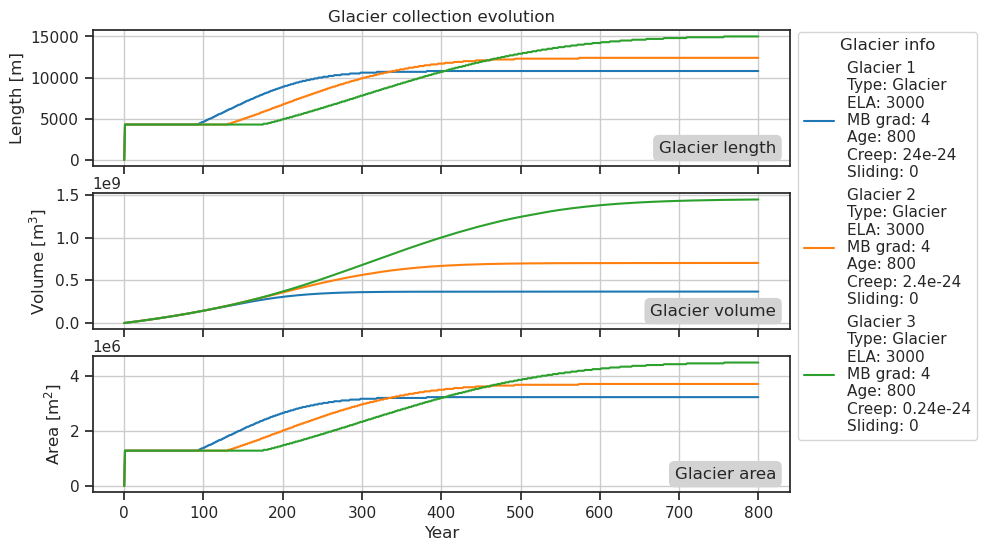 Glacier collection evolution
Length [m]
15000
10000
5000
0
Glacier length
1e9
Volume [m³]
1.5
1.0
0.5
0.0
Glacier volume
1e6
Area [m²]
4
2
0
Glacier area
0 100 200 300 400 500 600 700 800
Year
Glacier info
Glacier 1
Type: Glacier
ELA: 3000
MB grad: 4
Age: 800
Creep: 24e-24
Sliding: 0
Glacier 2
Type: Glacier
ELA: 3000
MB grad: 4
Age: 800
Creep: 2.4e-24
Sliding: 0
Glacier 3
Type: Glacier
ELA: 3000
MB grad: 4
Age: 800
Creep: 0.24e-24
Sliding: 0